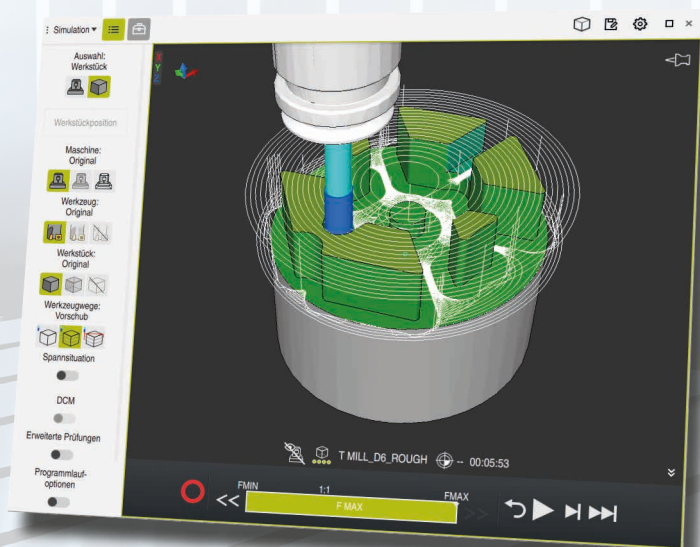 Simulation
Auswahl:
Werkstück
Werkstückposition
Maschine:
Original
Werkzeug:
Original
Werkstück:
Original
Werkzeugwege:
Vorschub
Spannsituation
DCM
Erweiterte Prüfungen
Programmlauf-
optionen
X
Y
Z
T MILL_D6_ROUGH -- 00:05:53
FMIN 1:1 FMAX
F MAX